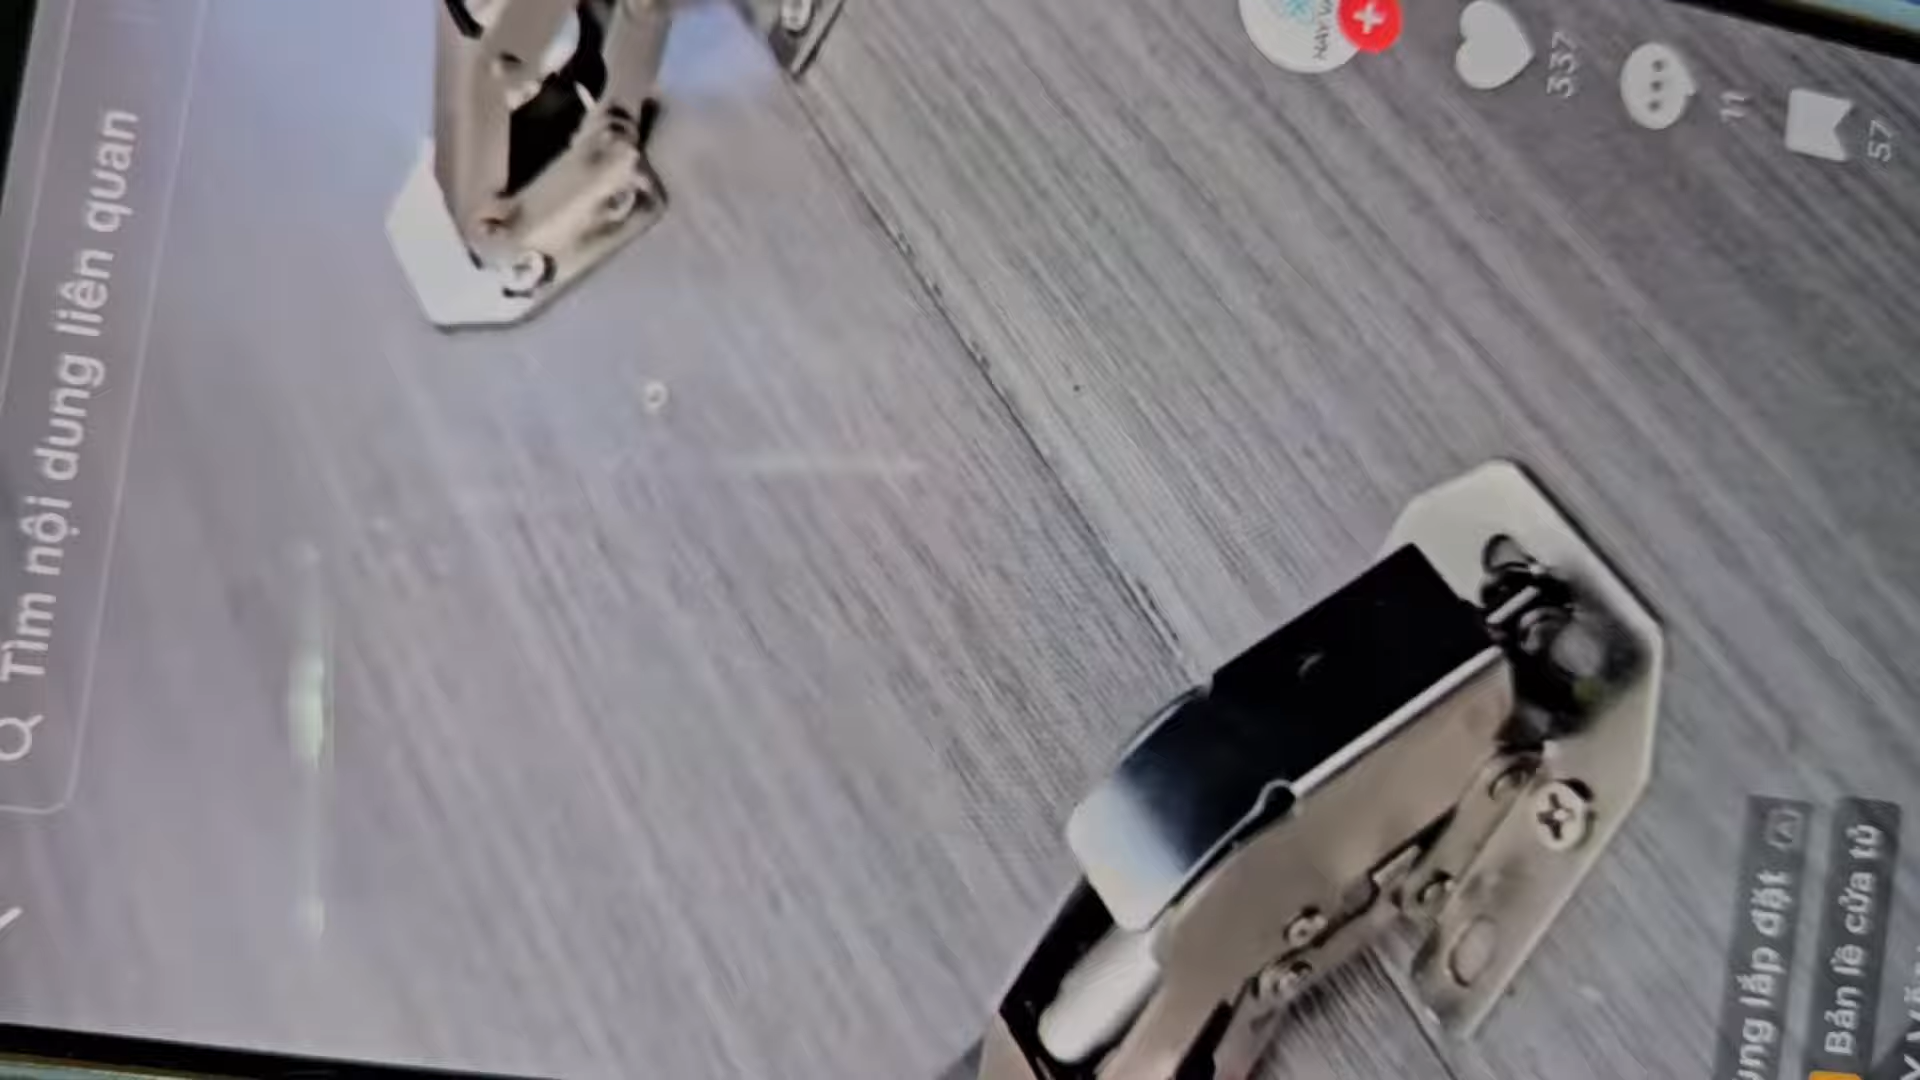 Tìm nội dung liên quan
337
11
57
lắp đặt
Bản lề cửa tủ